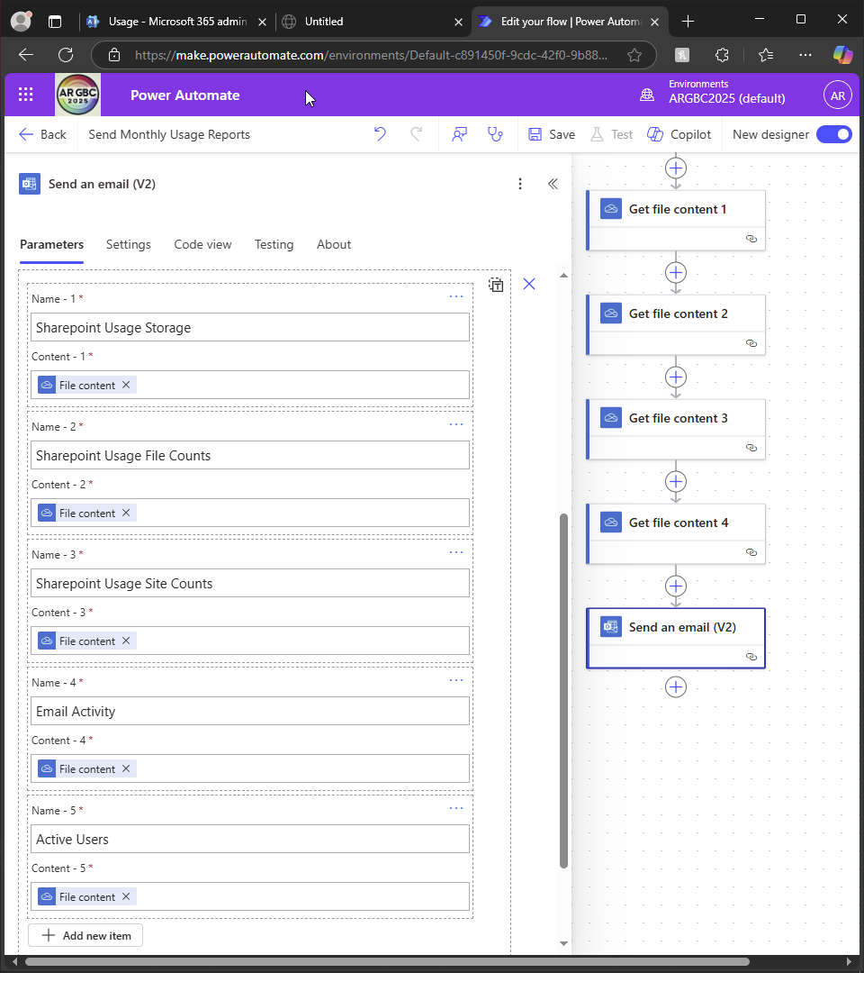 Usage - Microsoft 365 admin
Untitled
Edit your flow | Power Automa
https://make.powerautomate.com/environments/Default-c891450f-9cdc-42f0-9b88...
AR GBC
2025
Power Automate
Environments
ARGBC2025 (default)
AR
Back
Send Monthly Usage Reports
Save
Test
Copilot
New designer
Send an email (V2)
Parameters
Settings
Code view
Testing
About
Name - 1 *
Sharepoint Usage Storage
Content - 1 *
File content
Name - 2 *
Sharepoint Usage File Counts
Content - 2 *
File content
Name - 3 *
Sharepoint Usage Site Counts
Content - 3 *
File content
Name - 4 *
Email Activity
Content - 4 *
File content
Name - 5 *
Active Users
Content - 5 *
File content
Add new item
Get file content 1
Get file content 2
Get file content 3
Get file content 4
Send an email (V2)